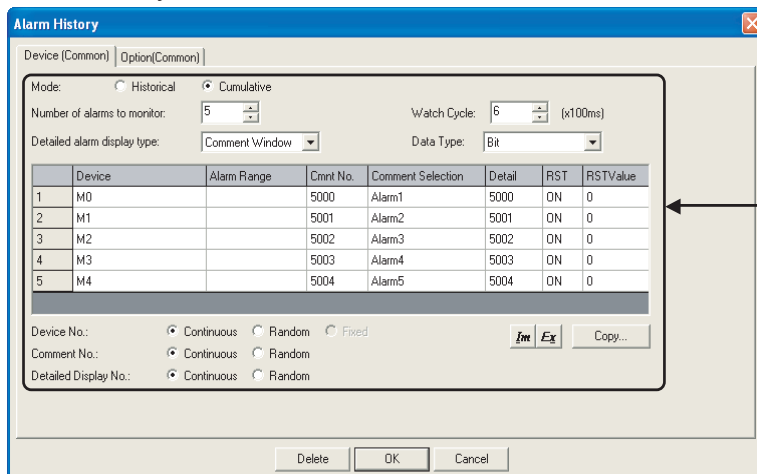 Alarm History
Device (Common) Option(Common)
Mode: Historical Cumulative
Number of alarms to monitor: 5 Watch Cycle: 6 (x100ms)
Detailed alarm display type: Comment Window Data Type: Bit
Device Alarm Range Cmnt No. Comment Selection Detail RST RSTValue
1 M0 5000 Alarm1 5000 ON 0
2 M1 5001 Alarm2 5001 ON 0
3 M2 5002 Alarm3 5002 ON 0
4 M3 5003 Alarm4 5003 ON 0
5 M4 5004 Alarm5 5004 ON 0
Device No.: Continuous Random Fixed Im Ex Copy...
Comment No.: Continuous Random
Detailed Display No.: Continuous Random
Delete OK Cancel